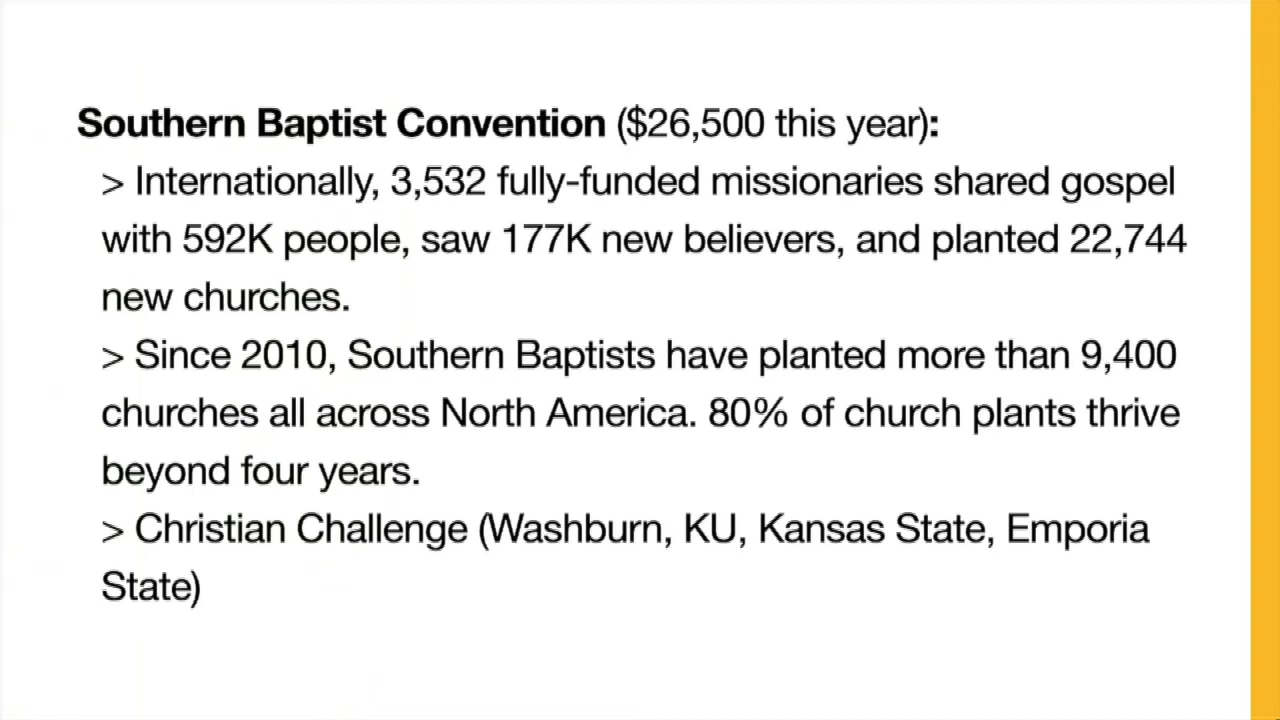 Southern Baptist Convention ($26,500 this year):
> Internationally, 3,532 fully-funded missionaries shared gospel
with 592K people, saw 177K new believers, and planted 22,744
new churches.
> Since 2010, Southern Baptists have planted more than 9,400
churches all across North America. 80% of church plants thrive
beyond four years.
> Christian Challenge (Washburn, KU, Kansas State, Emporia
State)